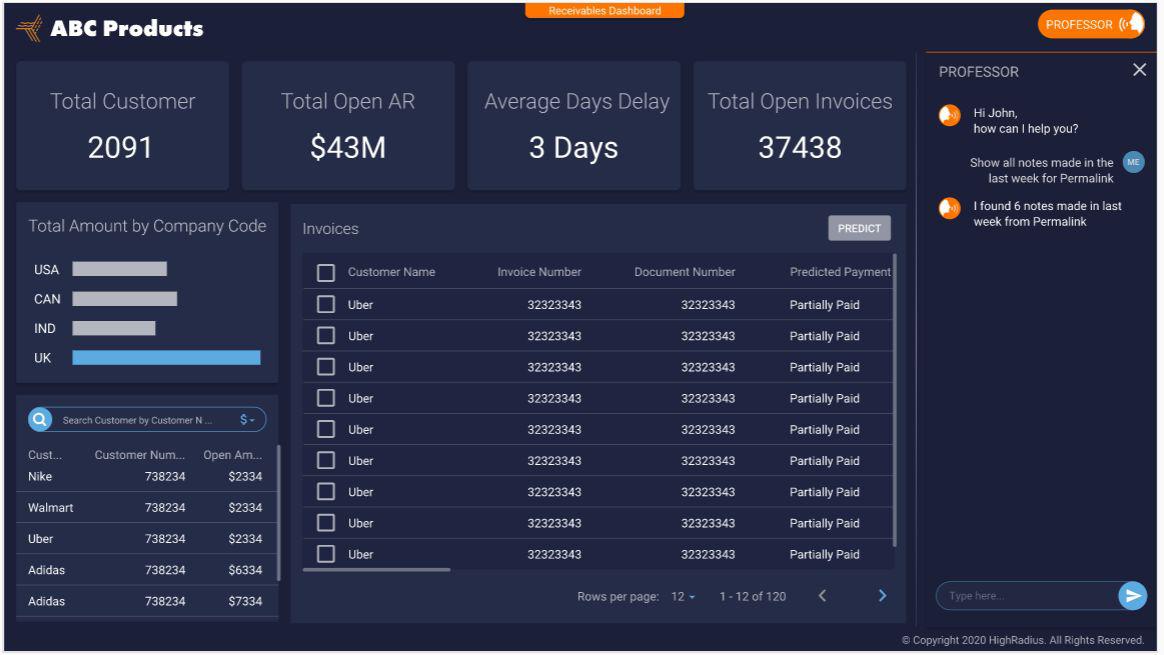 Receivables Dashboard
ABC Products
PROFESSOR
Total Customer
2091
Total Open AR
$43M
Average Days Delay
3 Days
Total Open Invoices
37438
Total Amount by Company Code
USA
CAN
IND
UK
Search Customer by Customer N ...
$
Cust... Customer Num... Open Am...
Nike 738234 $2334
Walmart 738234 $2334
Uber 738234 $2334
Adidas 738234 $6334
Adidas 738234 $7334
Invoices
PREDICT
Customer Name Invoice Number Document Number Predicted Payment
Uber 32323343 32323343 Partially Paid
Uber 32323343 32323343 Partially Paid
Uber 32323343 32323343 Partially Paid
Uber 32323343 32323343 Partially Paid
Uber 32323343 32323343 Partially Paid
Uber 32323343 32323343 Partially Paid
Uber 32323343 32323343 Partially Paid
Uber 32323343 32323343 Partially Paid
Uber 32323343 32323343 Partially Paid
Rows per page: 12 1 - 12 of 120
PROFESSOR
Hi John,
how can I help you?
Show all notes made in the
last week for Permalink
ME
I found 6 notes made in last
week from Permalink
Type here...
© Copyright 2020 HighRadius. All Rights Reserved.